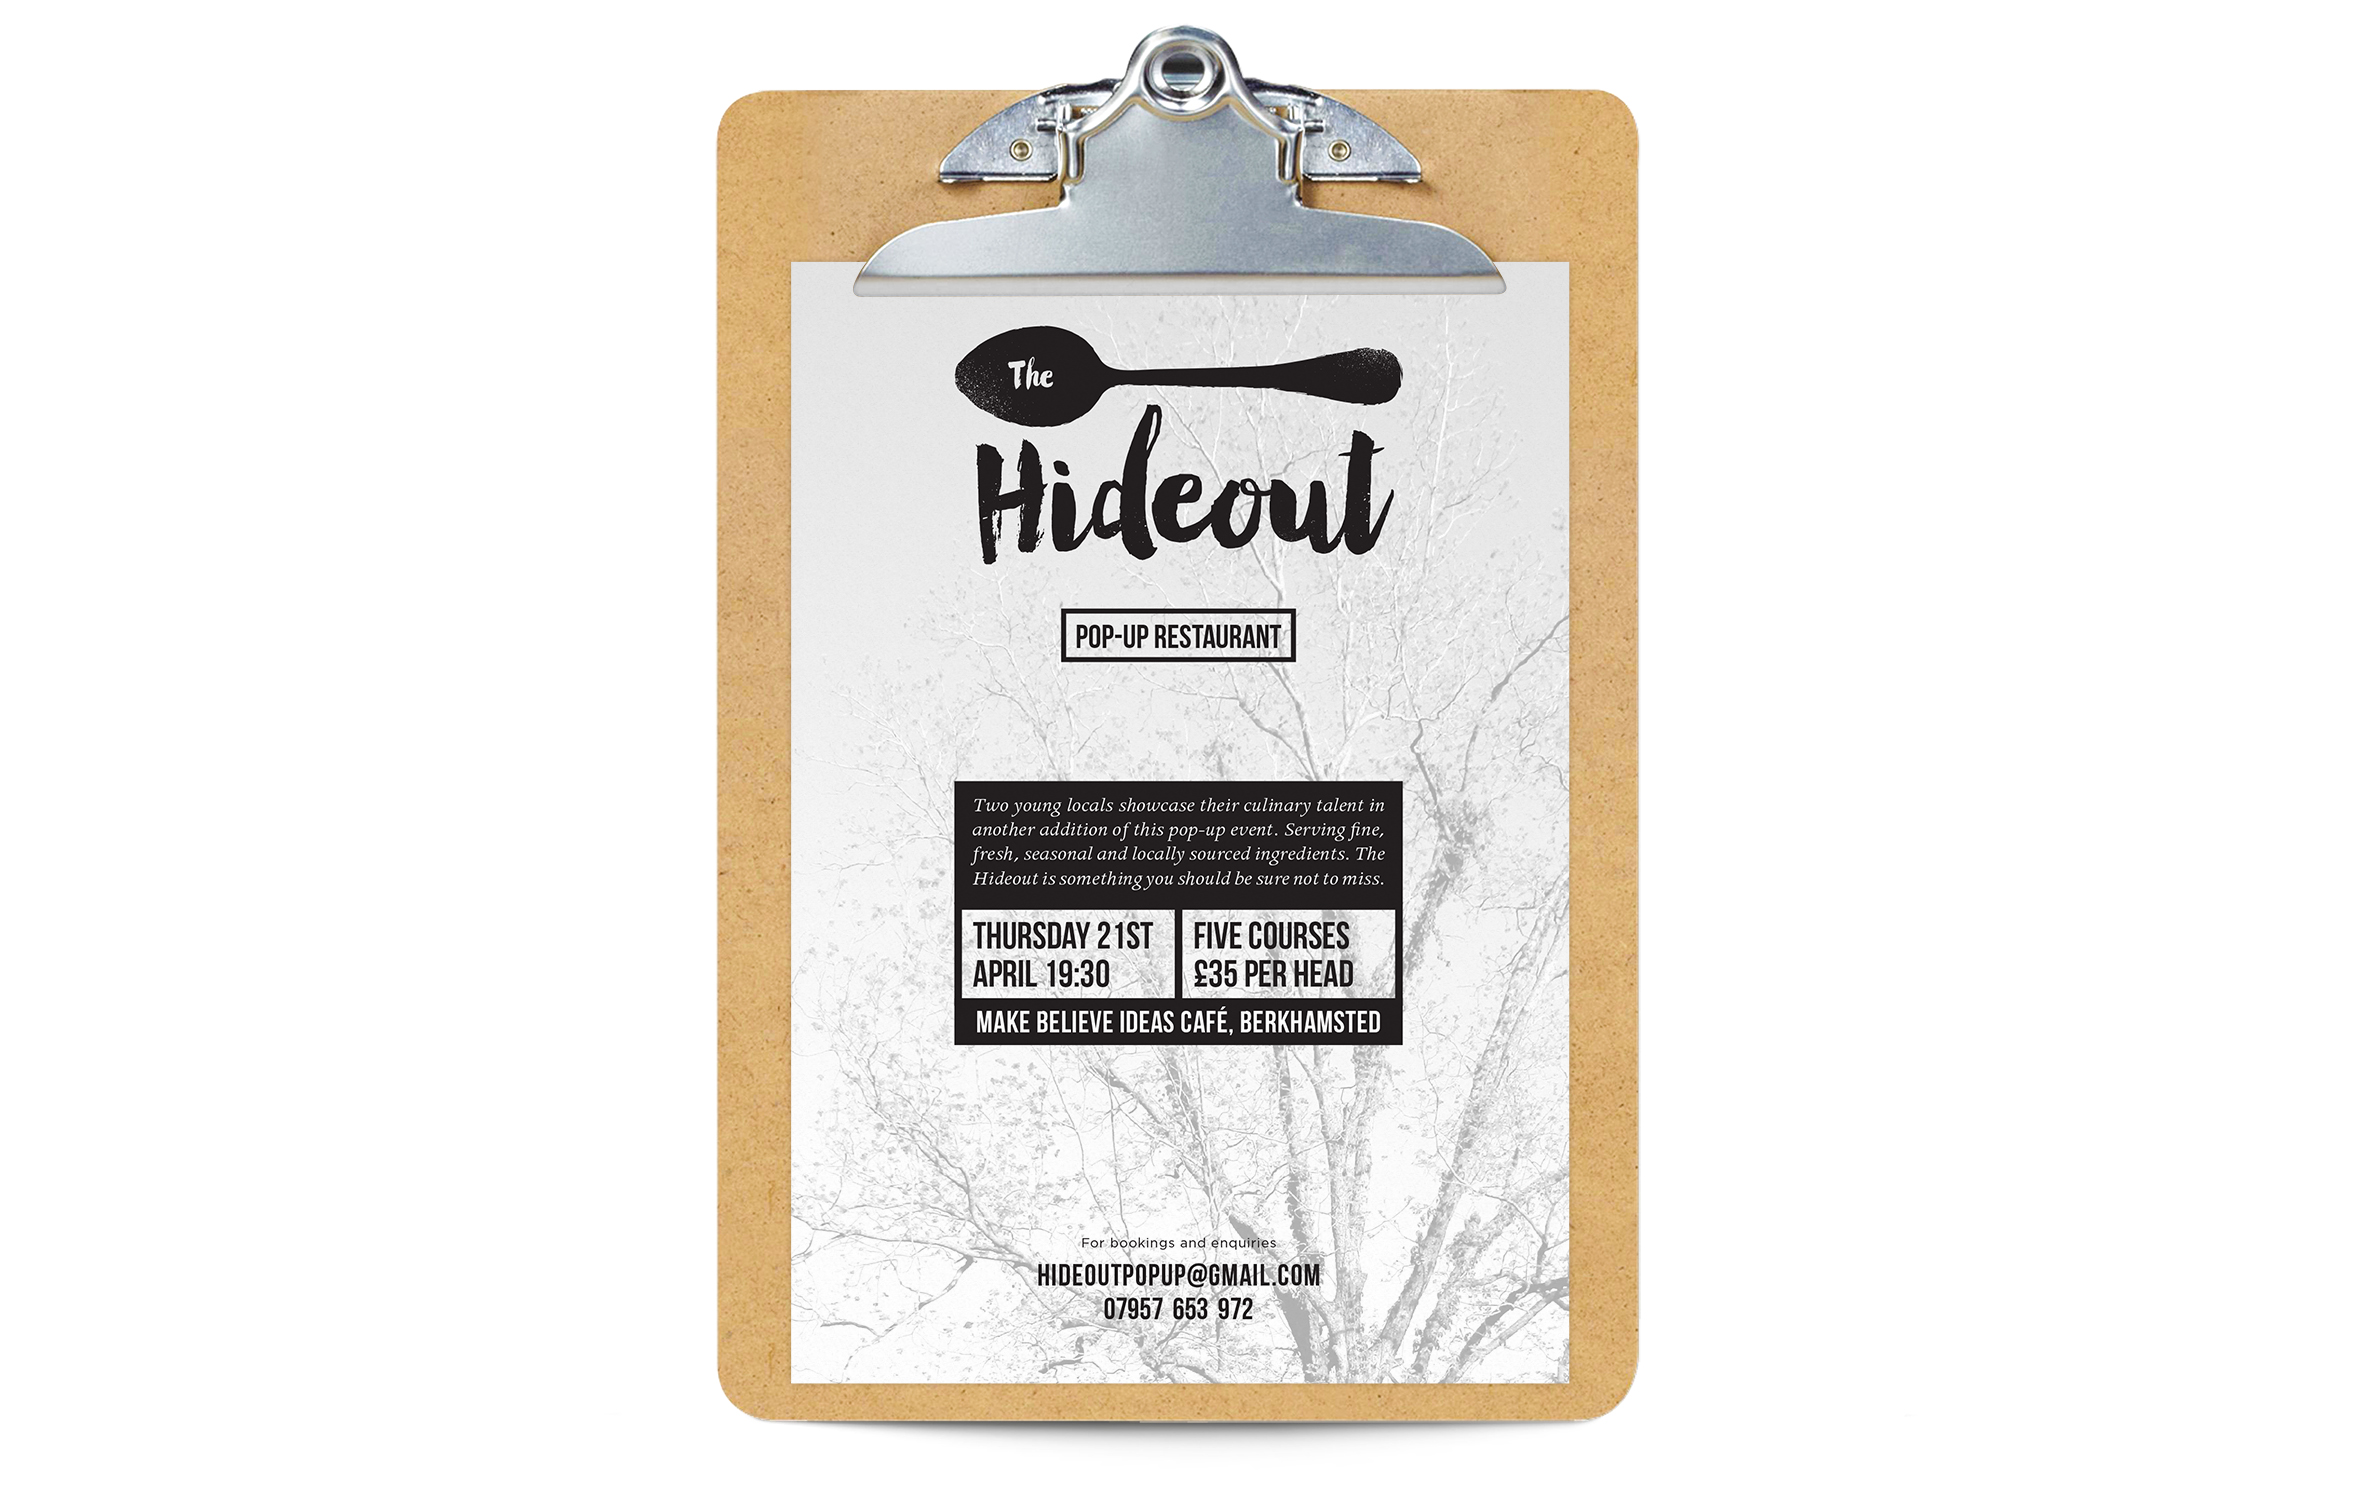 The
Hideout
POP-UP RESTAURANT
Two young locals showcase their culinary talent in
another addition of this pop-up event. Serving fine,
fresh, seasonal and locally sourced ingredients. The
Hideout is something you should be sure not to miss.
THURSDAY 21ST
APRIL 19:30
FIVE COURSES
£35 PER HEAD
MAKE BELIEVE IDEAS CAFÉ, BERKHAMSTED
For bookings and enquiries
HIDEOUTPOPUP@GMAIL.COM
07957 653 972